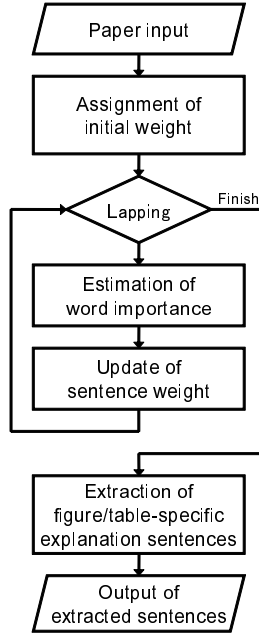 Paper input
Assignment of
initial weight
Lapping
Finish
Estimation of
word importance
Update of
sentence weight
Extraction of
figure/table-specific
explanation sentences
Output of
extracted sentences